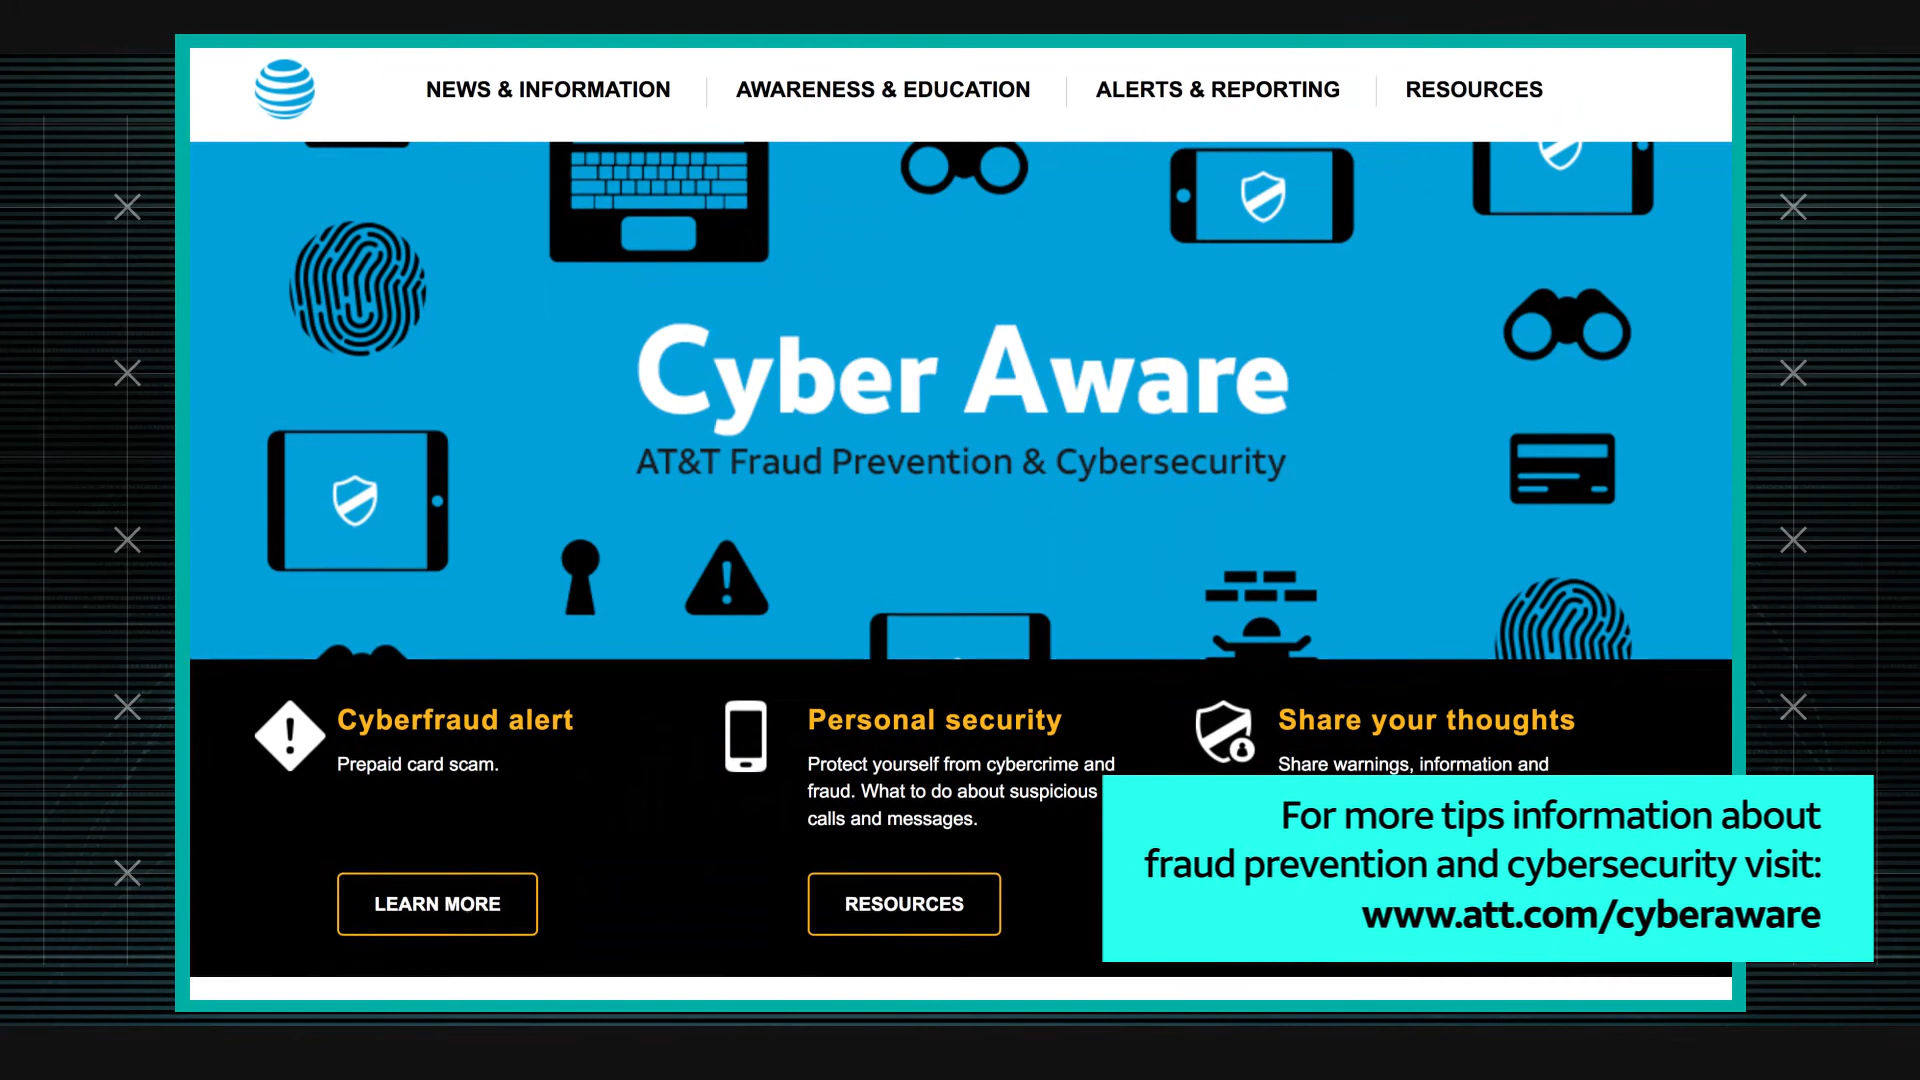 NEWS & INFORMATION
AWARENESS & EDUCATION
ALERTS & REPORTING
RESOURCES
Cyber Aware
AT&T Fraud Prevention & Cybersecurity
Cyberfraud alert
Prepaid card scam.
LEARN MORE
Personal security
Protect yourself from cybercrime and
fraud. What to do about suspicious
calls and messages.
RESOURCES
Share your thoughts
Share warnings, information and
For more tips information about
fraud prevention and cybersecurity visit:
www.att.com/cyberaware